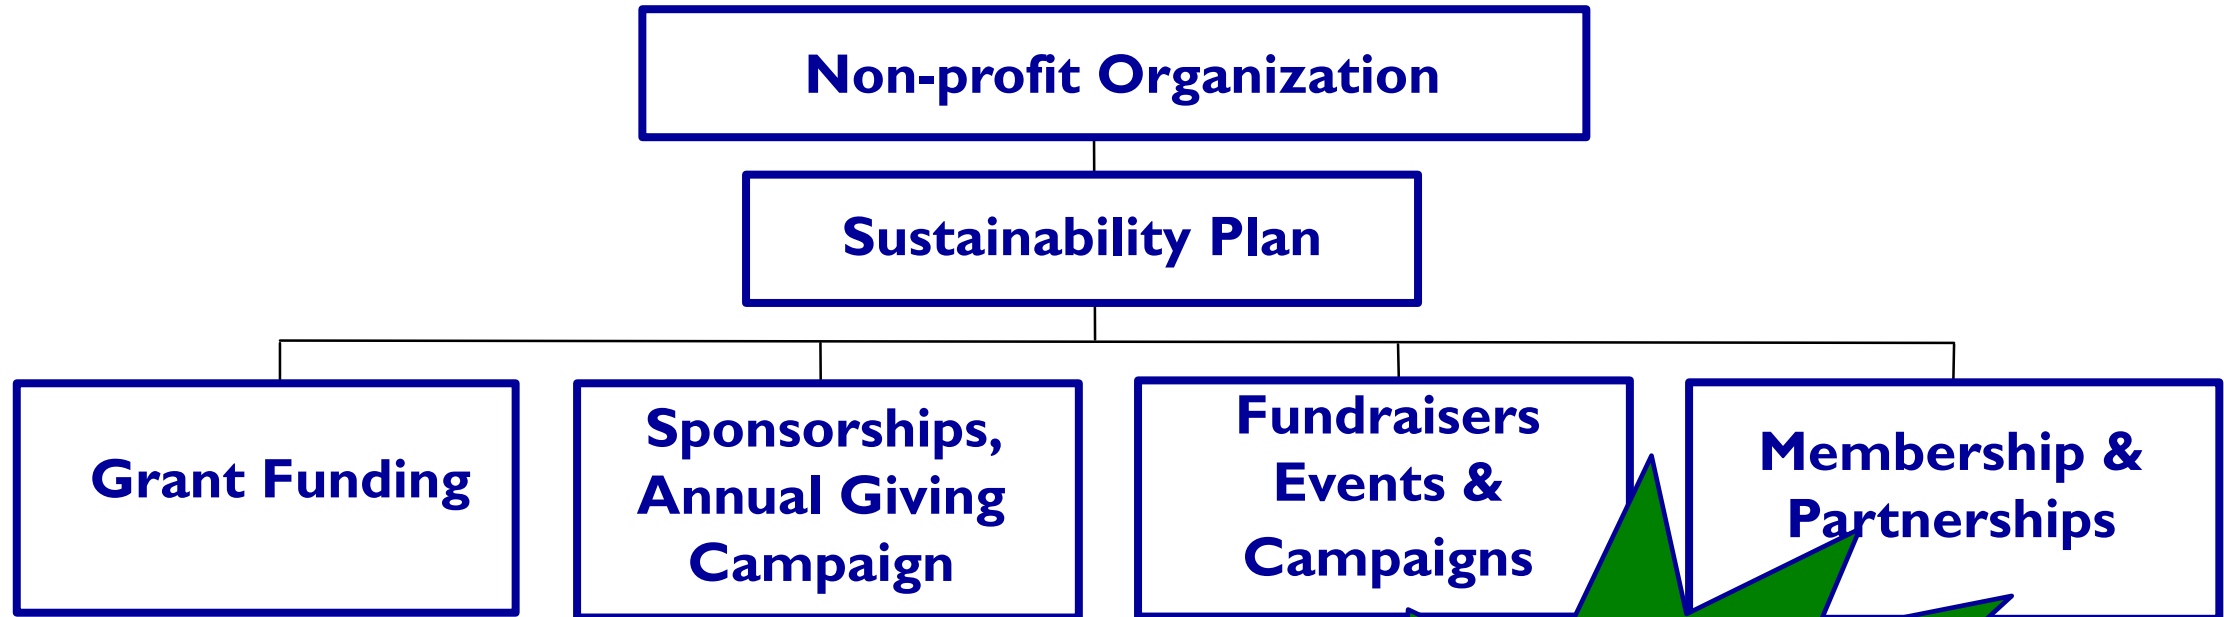 Non-profit Organization
Sustainability Plan
Grant Funding
Sponsorships,
Annual Giving
Campaign
Fundraisers
Events &
Campaigns
Membership &
Partnerships